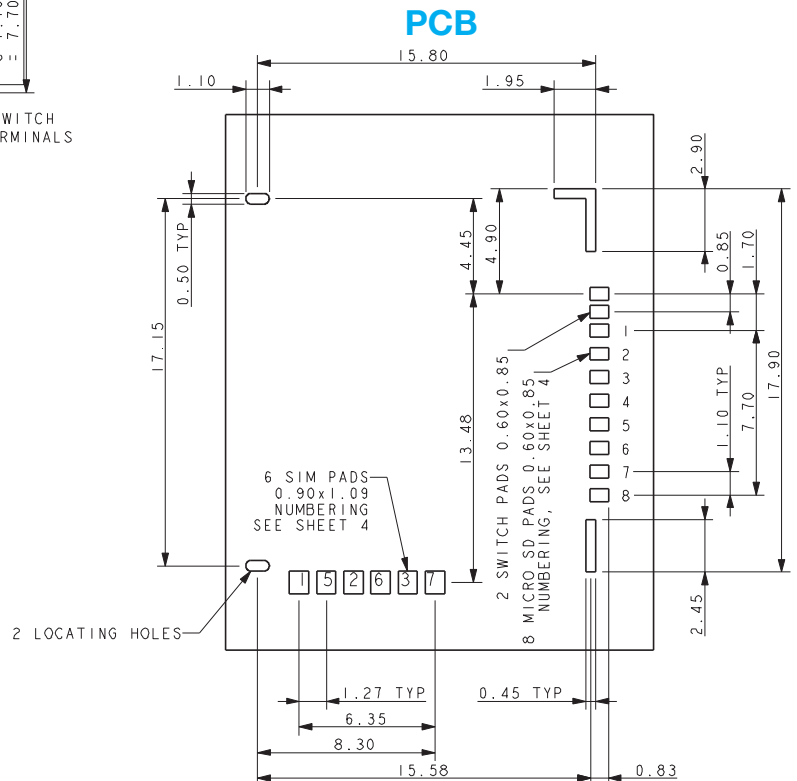 PCB
= 7.70
15.80
1.10
1.95
WITCH
RMINALS
2.90
0.50 TYP
4.45
4.90
0.85
1.70
17.15
13.48
1
2
3
4
5
6
7
8
1.10 TYP
7.70
17.90
2 SWITCH PADS 0.60x0.85
8 MICRO SD PADS 0.60x0.85
NUMBERING, SEE SHEET 4
6 SIM PADS
0.90x1.09
NUMBERING
SEE SHEET 4
1 5 2 6 3 7
2 LOCATING HOLES
2.45
1.27 TYP
0.45 TYP
6.35
8.30
15.58
0.83